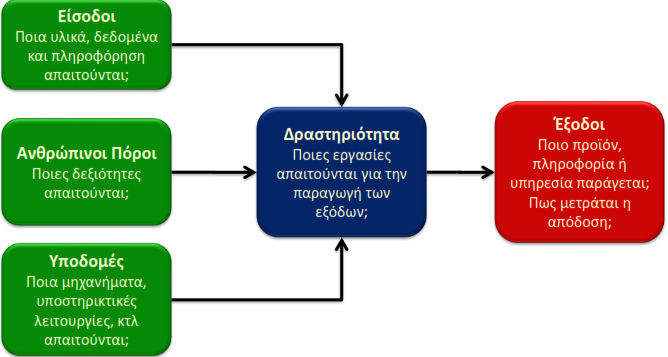 Είσοδοι
Ποια υλικά, δεδομένα
και πληροφόρηση
απαιτούνται;
Ανθρώπινοι Πόροι
Ποιες δεξιότητες
απαιτούνται;
Υποδομές
Ποια μηχανήματα,
υποστηρικτικές
λειτουργίες, κτλ
απαιτούνται;
Δραστηριότητα
Ποιες εργασίες
απαιτούνται για την
παραγωγή των
εξόδων;
Έξοδοι
Ποιο προϊόν,
πληροφορία ή
υπηρεσία παράγεται;
Πως μετράται η
απόδοση;